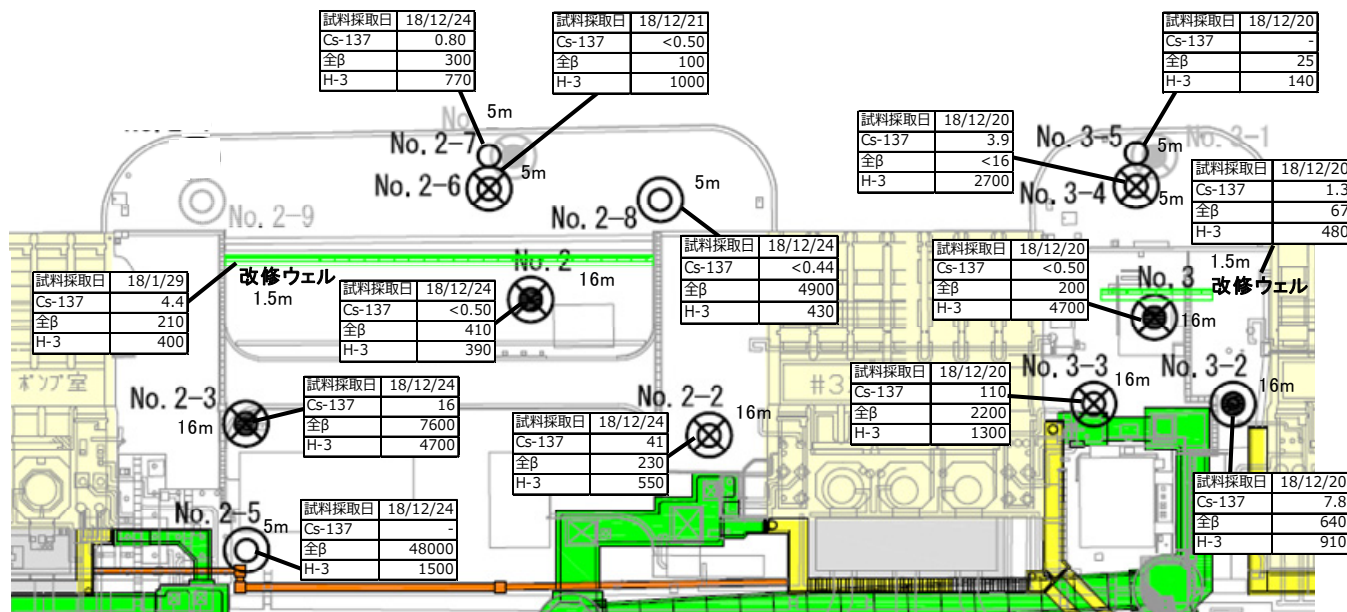 試料採取日 18/12/24
Cs-137 0.80
全β 300
H-3 770
試料採取日 18/12/21
Cs-137 <0.50
全β 100
H-3 1000
試料採取日 18/12/20
Cs-137 -
全β 25
H-3 140
5m
No. 2-7
5m
No. 2-6
No. 2-9
No. 2-8
5m
試料採取日 18/12/20
Cs-137 3.9
全β <16
H-3 2700
No. 3-5
5m
No. 3-1
No. 3-4
5m
試料採取日 18/12/20
Cs-137 1.3
全β 67
H-3 480
試料採取日 18/1/29
Cs-137 4.4
全β 210
H-3 400
改修ウェル
1.5m
No. 2
16m
試料採取日 18/12/24
Cs-137 <0.50
全β 410
H-3 390
試料採取日 18/12/24
Cs-137 <0.44
全β 4900
H-3 430
試料採取日 18/12/20
Cs-137 <0.50
全β 200
H-3 4700
No. 3
16m
1.5m
改修ウェル
ポンプ室
No. 2-3
16m
試料採取日 18/12/24
Cs-137 16
全β 7600
H-3 4700
No. 2-2
16m
試料採取日 18/12/24
Cs-137 41
全β 230
H-3 550
#3
試料採取日 18/12/20
Cs-137 110
全β 2200
H-3 1300
No. 3-3
16m
No. 3-2
16m
試料採取日 18/12/20
Cs-137 7.8
全β 640
H-3 910
No. 2-5
5m
試料採取日 18/12/24
Cs-137 -
全β 48000
H-3 1500